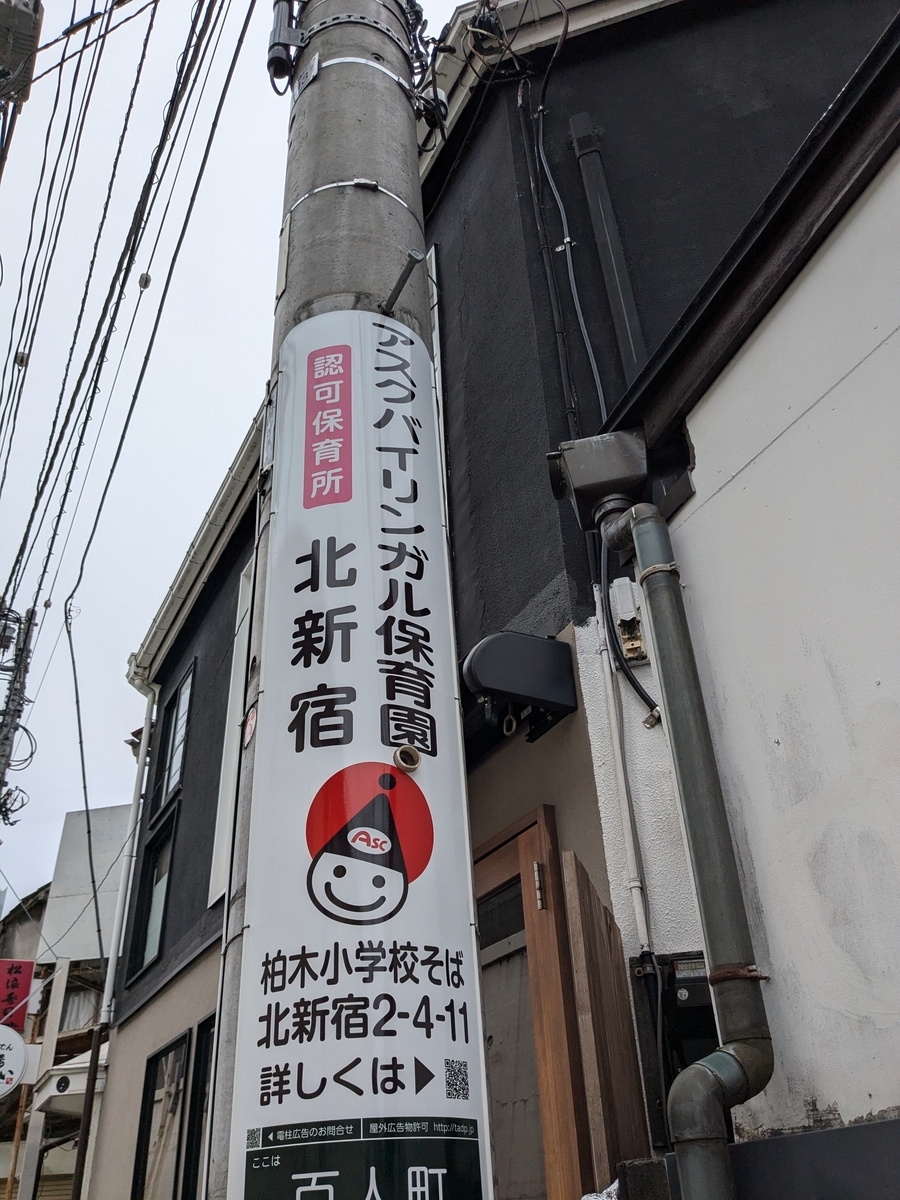 アスクバイリンガル保育園
認可保育所
北新宿
Asc
柏木小学校そば
北新宿2-4-11
詳しくは▶
◀電柱広告のお問合せ
屋外広告物許可 http://tadp.jp
ここは
百人町